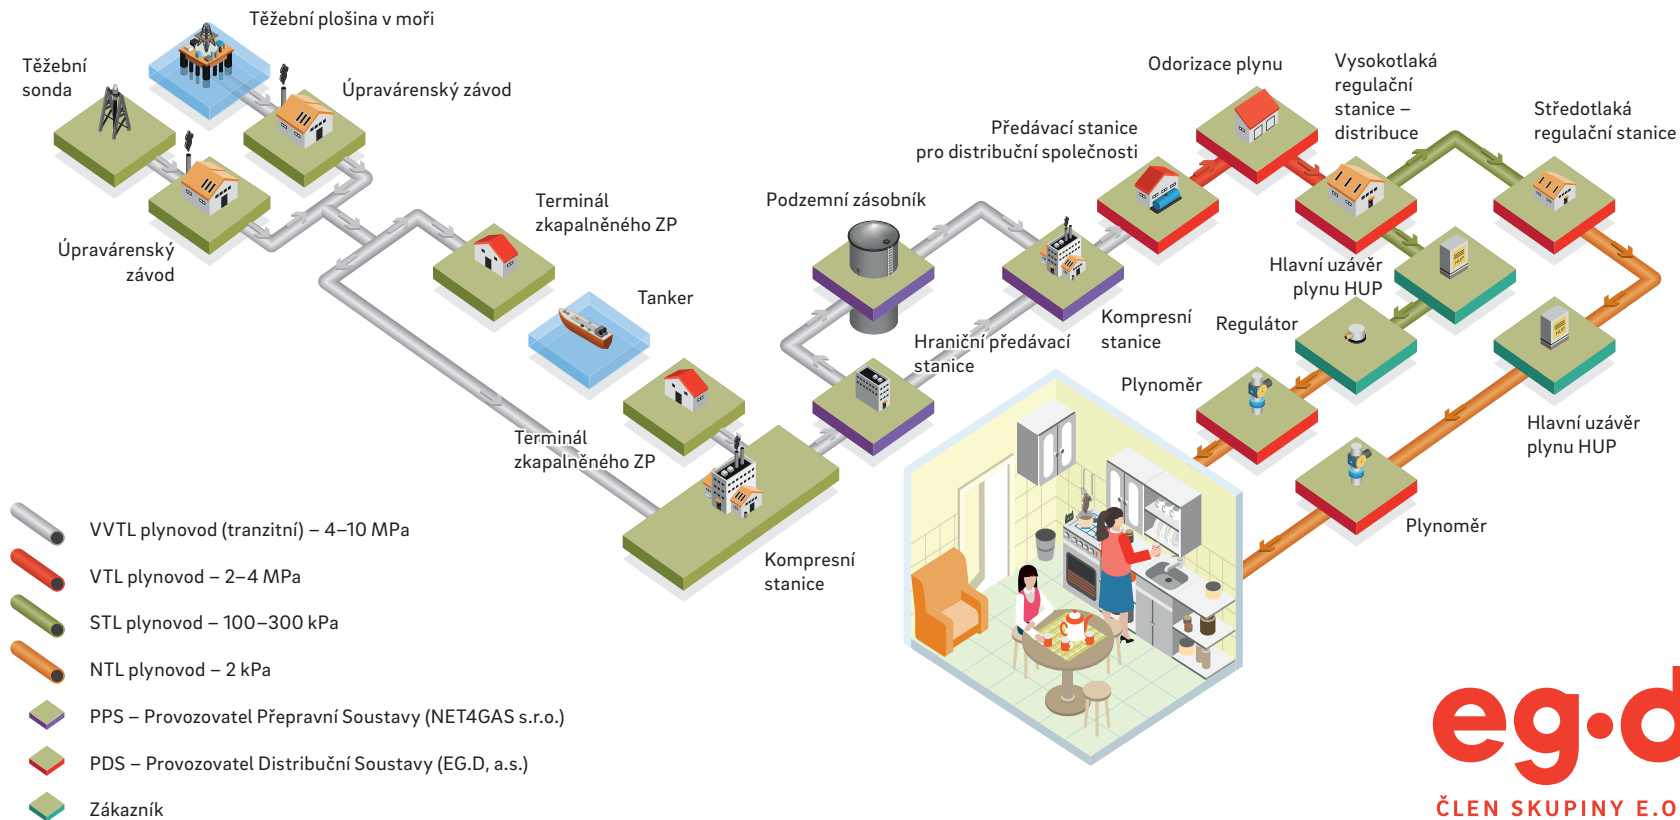 Těžební plošina v moři
Těžební
sonda
Úpravárenský závod
Úpravárenský
závod
Terminál
zkapalněného ZP
Tanker
Terminál
zkapalněného ZP
Kompresní
stanice
Podzemní zásobník
Hraniční předávací
stanice
Kompresní
stanice
Předávací stanice
pro distribuční společnosti
Odorizace plynu
Vysokotlaká
regulační
stanice –
distribuce
Středotlaká
regulační stanice
Hlavní uzávěr
plynu HUP
HUP
Regulátor
Plynoměr
HUP
Hlavní uzávěr
plynu HUP
Plynoměr
VVTL plynovod (tranzitní) – 4–10 MPa
VTL plynovod – 2–4 MPa
STL plynovod – 100–300 kPa
NTL plynovod – 2 kPa
PPS – Provozovatel Přepravní Soustavy (NET4GAS s.r.o.)
PDS – Provozovatel Distribuční Soustavy (EG.D, a.s.)
Zákazník
eg·d
ČLEN SKUPINY E.O